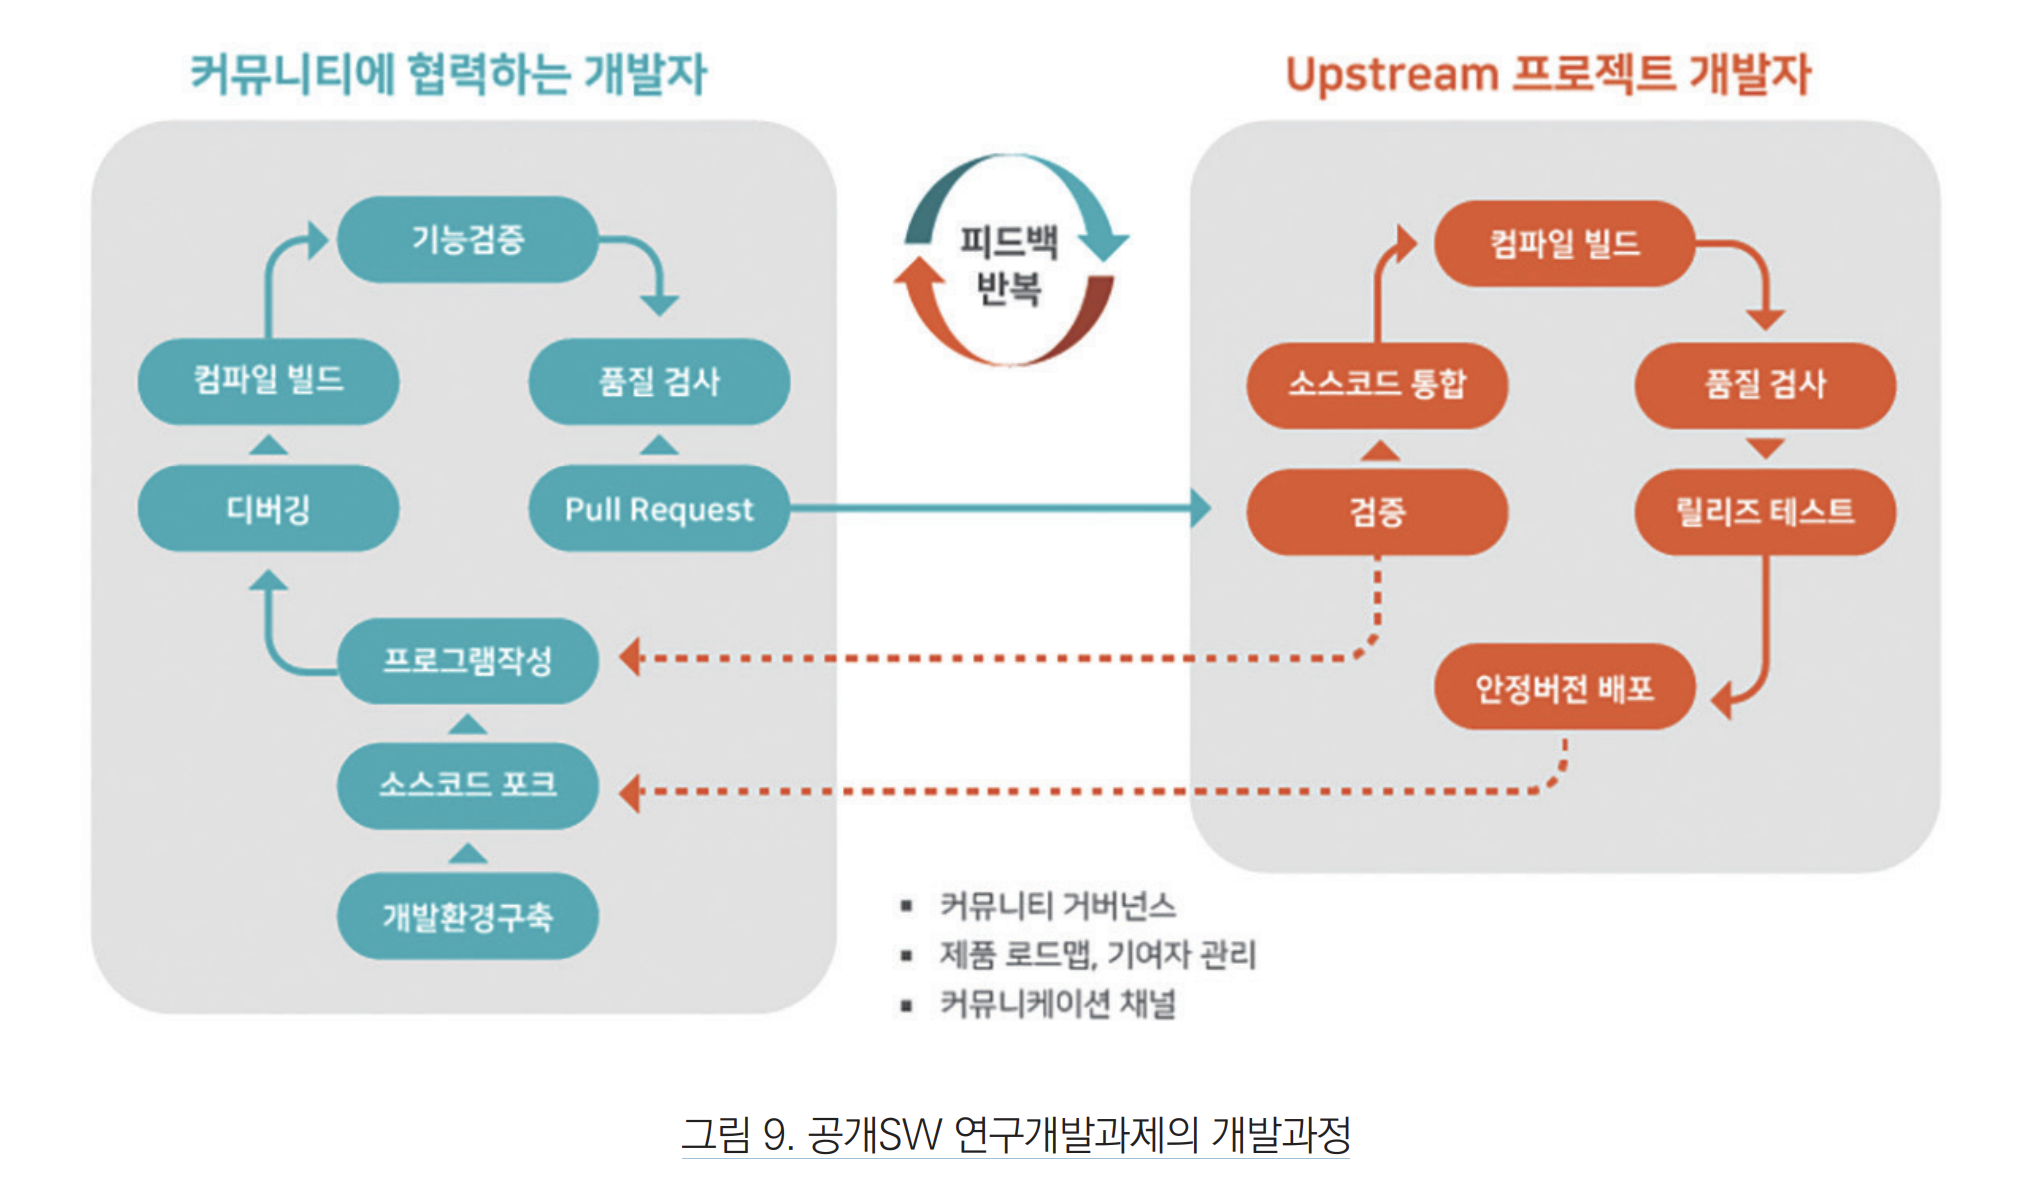 커뮤니티에 협력하는 개발자
기능검증
컴파일 빌드
품질 검사
디버깅
Pull Request
프로그램작성
소스코드 포크
개발환경구축
피드백
반복
Upstream 프로젝트 개발자
컴파일 빌드
소스코드 통합
품질 검사
검증
릴리즈 테스트
안정버전 배포
▪ 커뮤니티 거버넌스
▪ 제품 로드맵, 기여자 관리
▪ 커뮤니케이션 채널
그림 9. 공개SW 연구개발과제의 개발과정